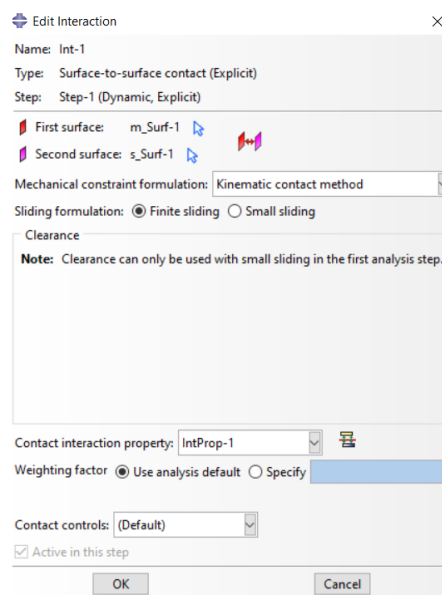 Edit Interaction
Name: Int-1
Type: Surface-to-surface contact (Explicit)
Step: Step-1 (Dynamic, Explicit)
First surface: m_Surf-1
Second surface: s_Surf-1
Mechanical constraint formulation: Kinematic contact method
Sliding formulation: Finite sliding Small sliding
Clearance
Note: Clearance can only be used with small sliding in the first analysis step.
Contact interaction property: IntProp-1
Weighting factor Use analysis default Specify
Contact controls: (Default)
Active in this step
OK Cancel